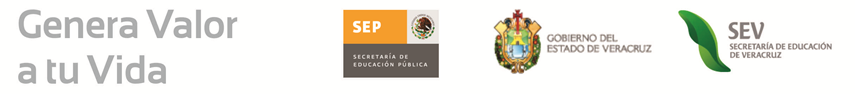 Genera Valor
a tu Vida
SEP
SECRETARÍA DE
EDUCACIÓN PÚBLICA
GOBIERNO DEL
ESTADO DE VERACRUZ
SEV
SECRETARÍA DE EDUCACIÓN
DE VERACRUZ